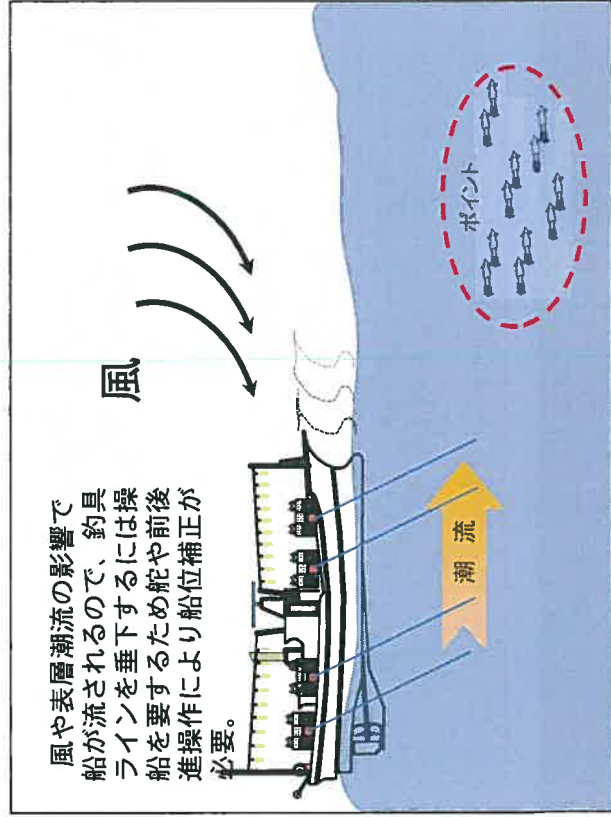 風や表層潮流の影響で
船が流されるので、釣具
ラインを垂下するには操
船を要するため舵や前後
進操作により船位補正が
必要。
風
潮流
ポイント